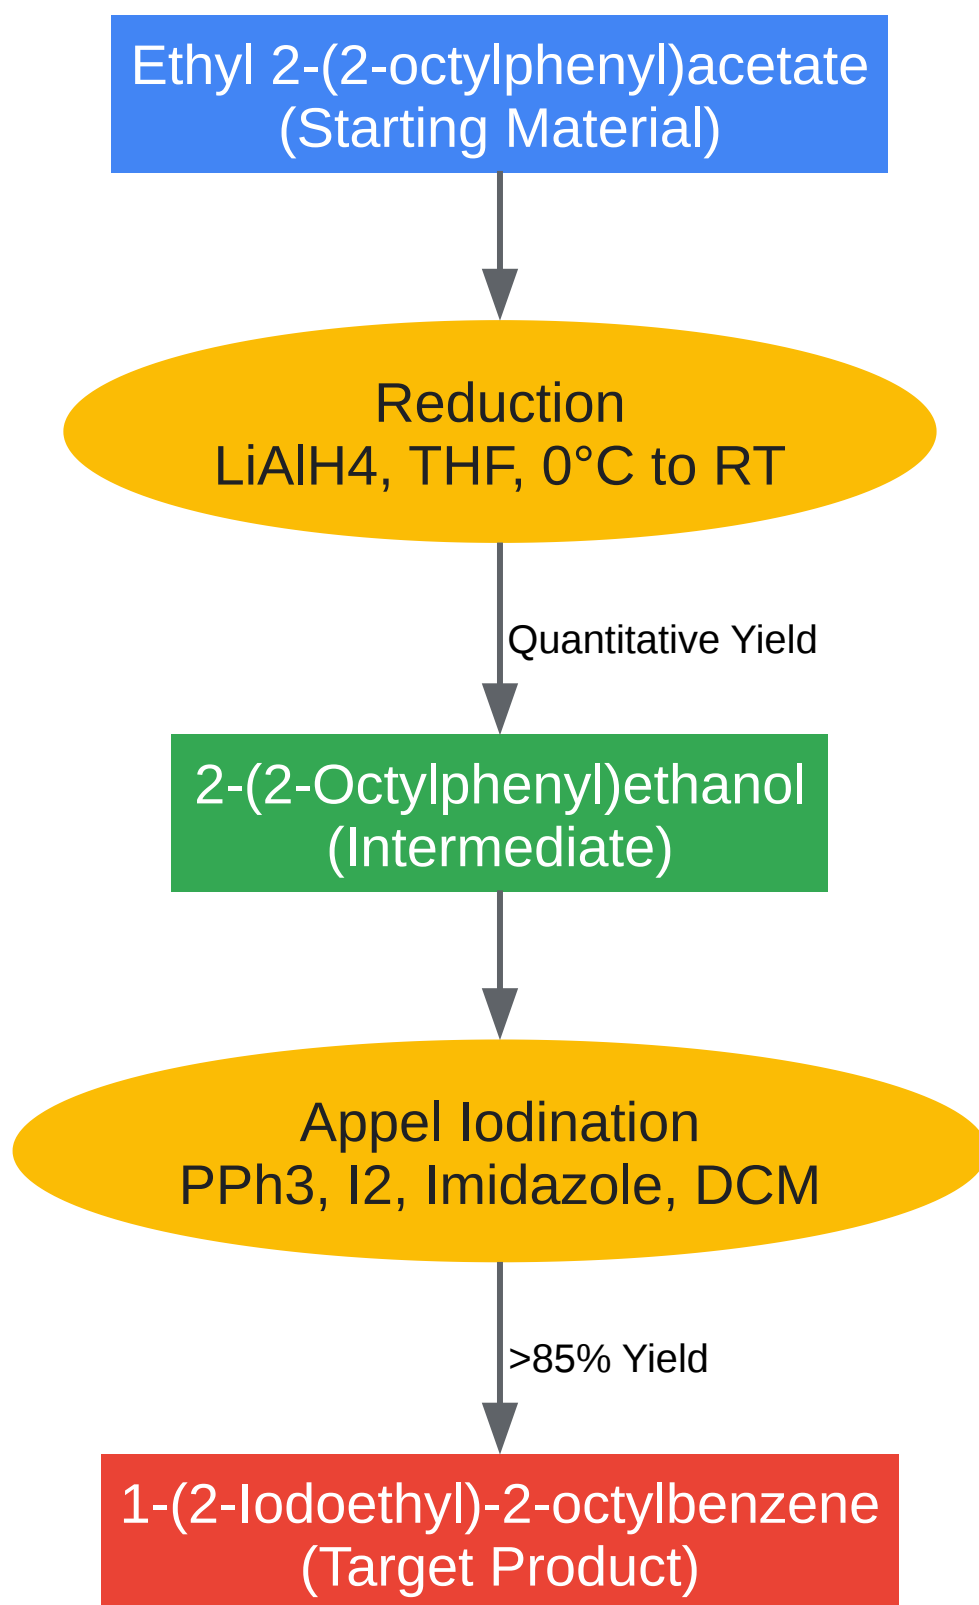 Ethyl 2-(2-octylphenyl)acetate
(Starting Material)
Reduction
LiAlH4, THF, 0°C to RT
Quantitative Yield
2-(2-Octylphenyl)ethanol
(Intermediate)
Appel Iodination
PPh3, I2, Imidazole, DCM
>85% Yield
1-(2-Iodoethyl)-2-octylbenzene
(Target Product)